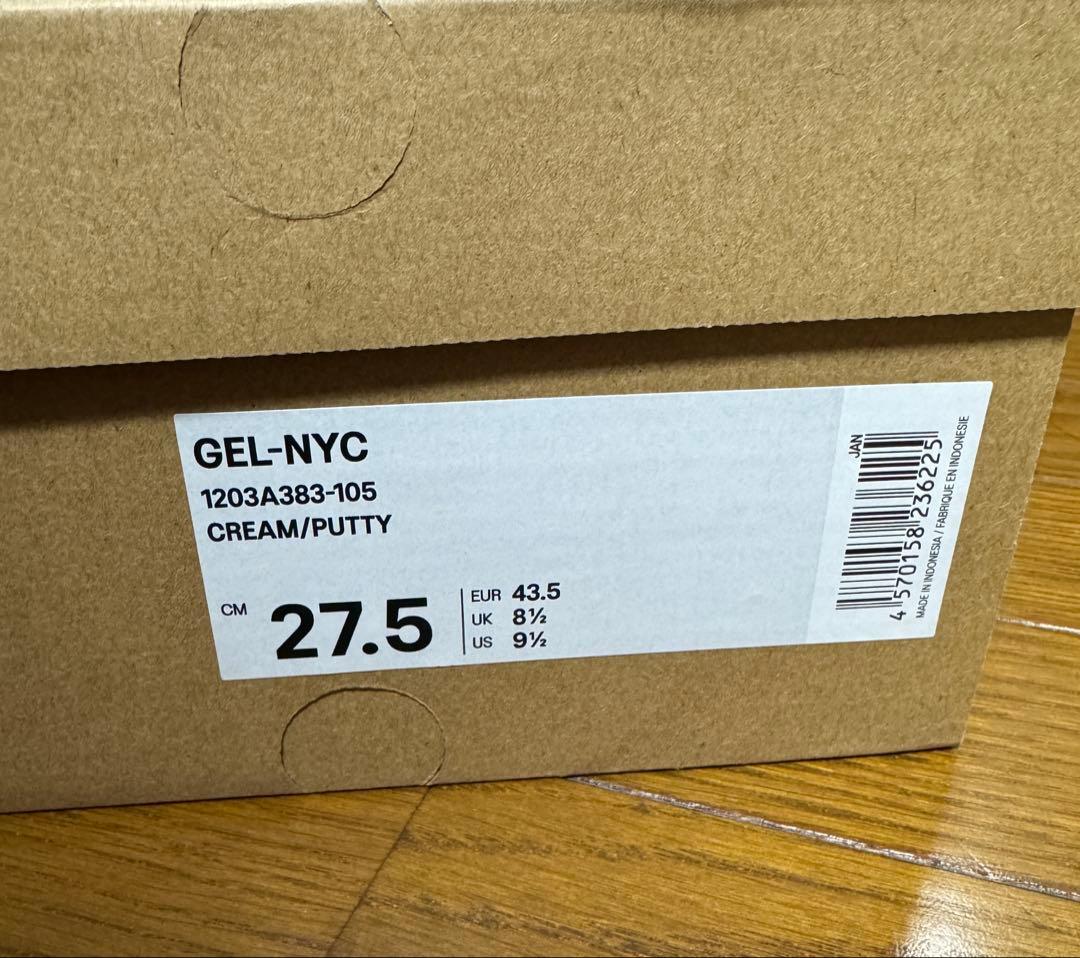 GEL-NYC
1203A383-105
CREAM/PUTTY
CM 27.5
EUR 43.5
UK 8½
US 9½
JAN
4 570158 236225
MADE IN INDONESIA / FABRIQUE EN INDONESIE